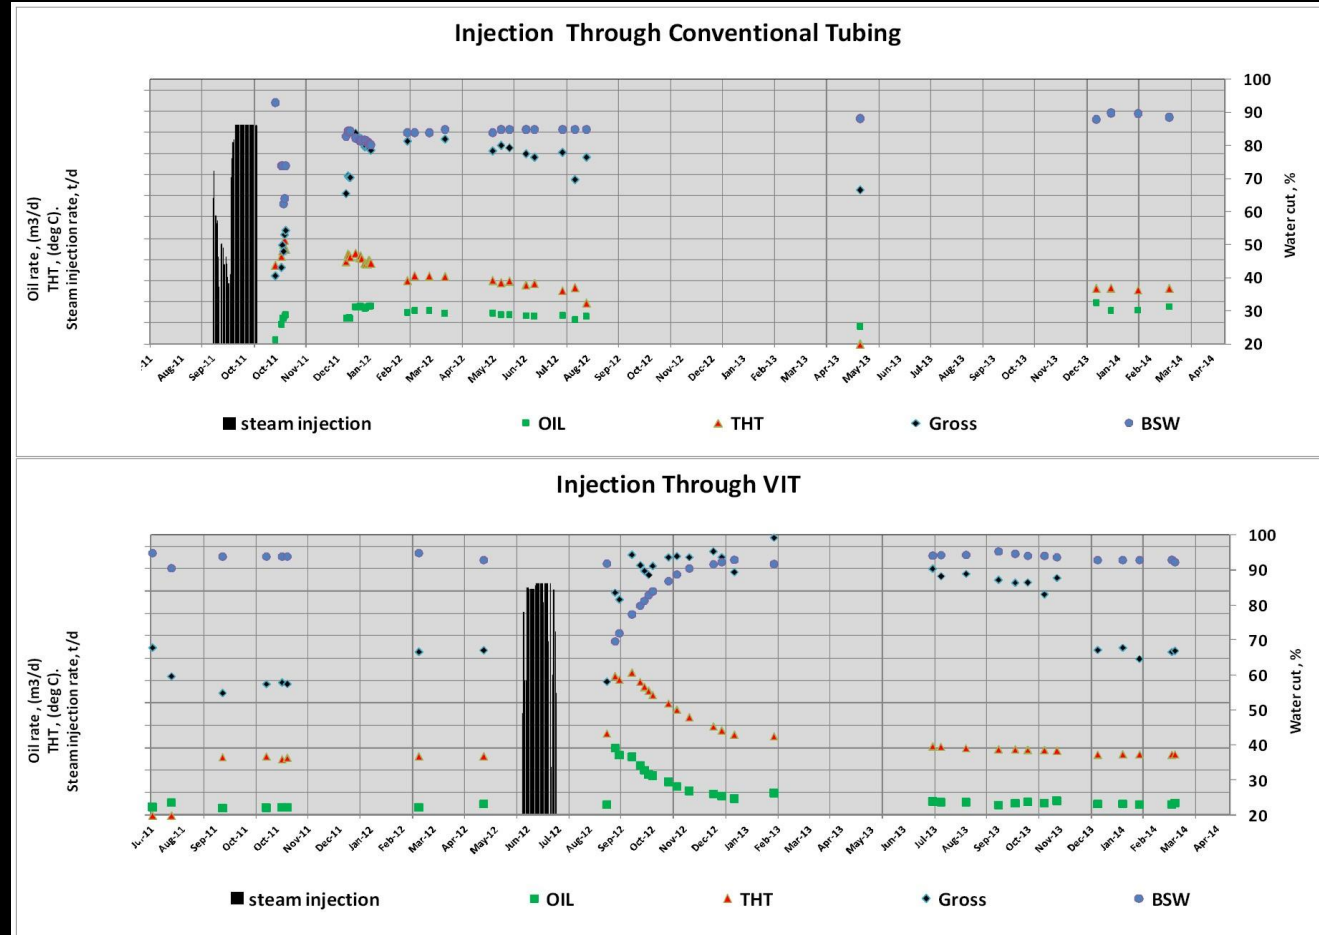 Injection Through Conventional Tubing
Oil rate , (m3/d)
THT , (deg C).
Steam injection rate, t/d
100
90
80
70
60
50
40
30
20
Water cut , %
.-11
Aug-11
Sep-11
Oct-11
Oct-11
Nov-11
Dec-11
Jan-12
Feb-12
Mar-12
Apr-12
May-12
Jun-12
Jul-12
Aug-12
Sep-12
Oct-12
Nov-12
Dec-12
Jan-13
Feb-13
Mar-13
Apr-13
May-13
Jun-13
Jul-13
Aug-13
Sep-13
Oct-13
Nov-13
Dec-13
Jan-14
Feb-14
Mar-14
Apr-14
steam injection
OIL
THT
Gross
BSW
Injection Through VIT
Oil rate , (m3/d)
THT , (deg C).
Steam injection rate, t/d
100
90
80
70
60
50
40
30
20
Water cut , %
Ju.-11
Aug-11
Sep-11
Oct-11
Oct-11
Nov-11
Dec-11
Jan-12
Feb-12
Mar-12
Apr-12
May-12
Jun-12
Jul-12
Aug-12
Sep-12
Oct-12
Nov-12
Dec-12
Jan-13
Feb-13
Mar-13
Apr-13
May-13
Jun-13
Jul-13
Aug-13
Sep-13
Oct-13
Nov-13
Dec-13
Jan-14
Feb-14
Mar-14
Apr-14
steam injection
OIL
THT
Gross
BSW